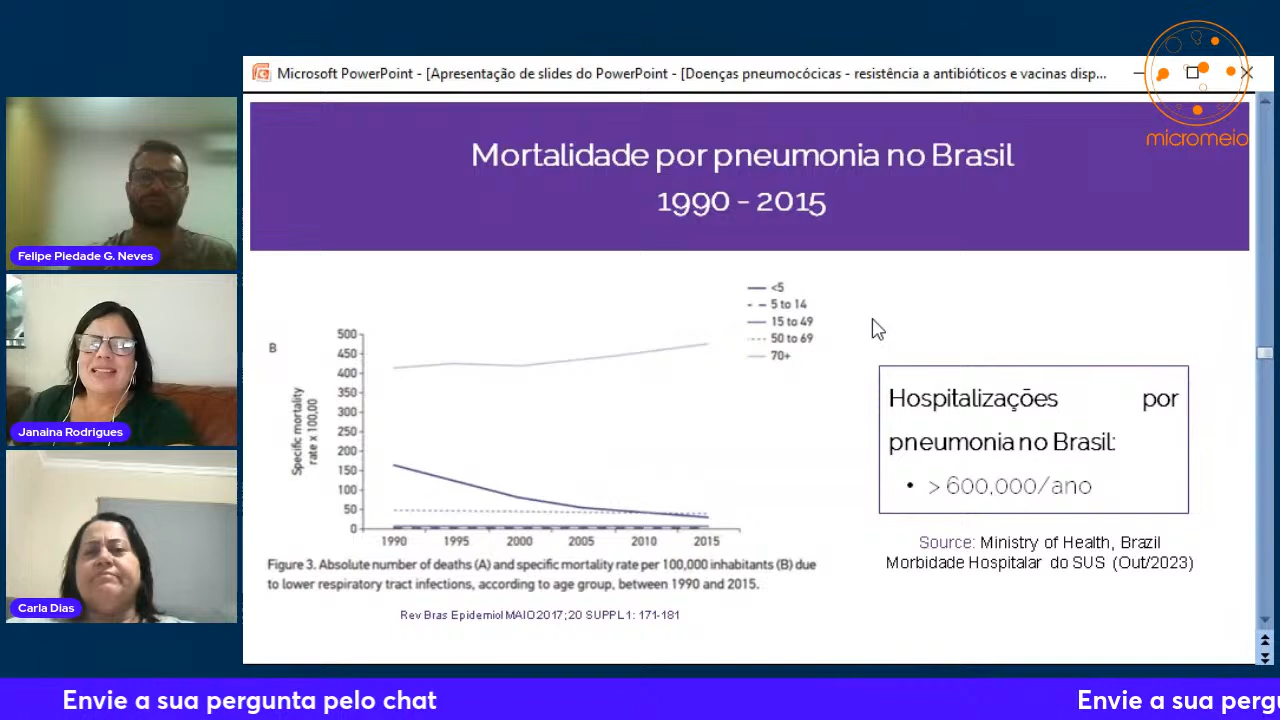 Microsoft PowerPoint - [Apresentação de slides do PowerPoint - [Doenças pneumocócicas - resistência a antibióticos e vacinas disp...
micromeio
Mortalidade por pneumonia no Brasil
1990 - 2015
Felipe Piedade G. Neves
Janaina Rodrigues
Carla Dias
B
<5
5 to 14
15 to 49
50 to 69
70+
Specific mortality
rate x 100,00
500
450
400
350
300
250
200
150
100
50
0
1990 1995 2000 2005 2010 2015
Figure 3. Absolute number of deaths (A) and specific mortality rate per 100,000 inhabitants (B) due
to lower respiratory tract infections, according to age group, between 1990 and 2015.
Rev Bras Epidemiol MAIO 2017; 20 SUPPL 1: 171-181
Hospitalizações por
pneumonia no Brasil:
• > 600,000/ano
Source: Ministry of Health, Brazil
Morbidade Hospitalar do SUS (Out/2023)
Envie a sua pergunta pelo chat
Envie a sua perg